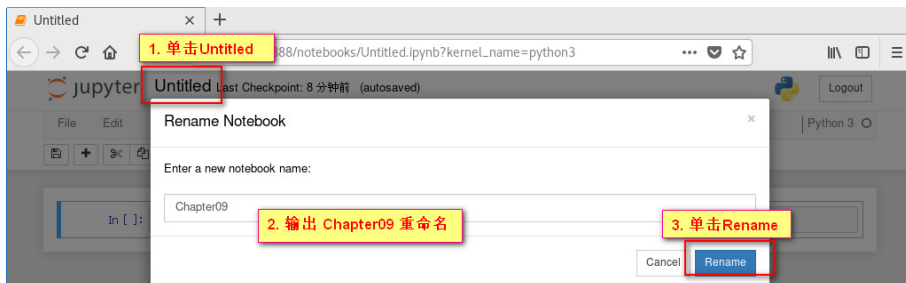 Untitled
1. 单击Untitled
888/notebooks/Untitled.ipynb?kernel_name=python3
jupyter Untitled Last Checkpoint: 8 分钟前 (autosaved)
Logout
Rename Notebook
File Edit
Python 3
Enter a new notebook name:
Chapter09
In [ ]:
2. 输出 Chapter09 重命名
3. 单击Rename
Cancel Rename